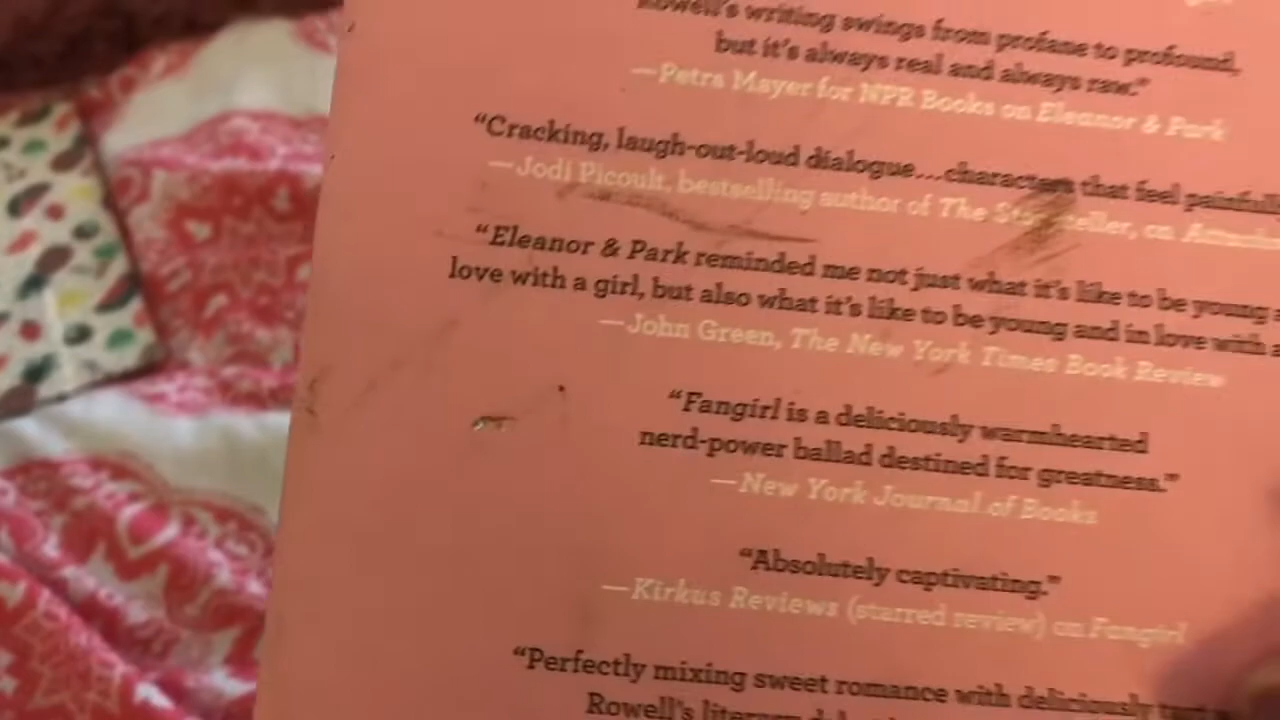 Rowell's writing swings from profane to profound,
but it's always real and always raw."
—Petra Mayer for NPR Books on Eleanor & Park
"Cracking, laugh-out-loud dialogue...characters that feel painfully
—Jodi Picoult, bestselling author of The Storyteller, on
"Eleanor & Park reminded me not just what it's like to be young
love with a girl, but also what it's like to be young and in love with a
—John Green, The New York Times Book Review
"Fangirl is a deliciously warmhearted
nerd-power ballad destined for greatness."
—New York Journal of Books
"Absolutely captivating."
—Kirkus Reviews (starred review) on Fangirl
"Perfectly mixing sweet romance with deliciously
Rowell's